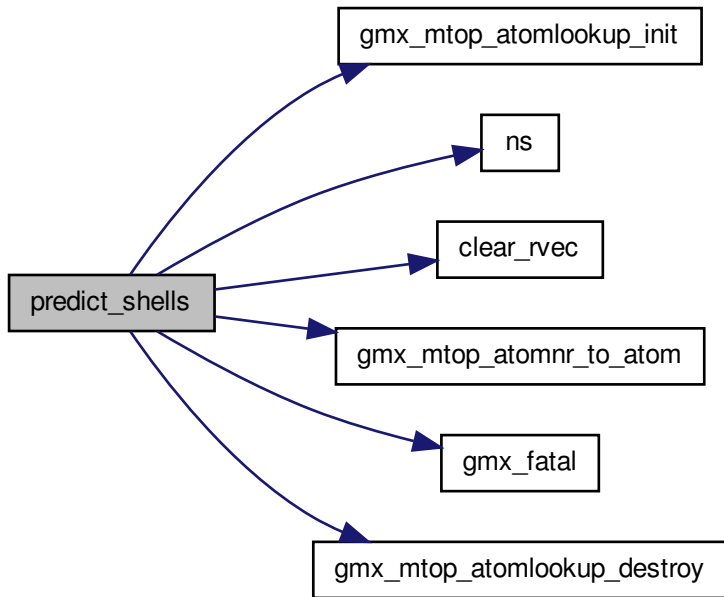 gmx_mtop_atomlookup_init
ns
clear_rvec
predict_shells
gmx_mtop_atomnr_to_atom
gmx_fatal
gmx_mtop_atomlookup_destroy